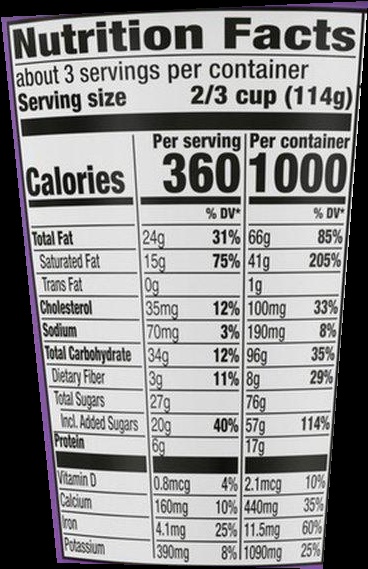 Nutrition Facts
about 3 servings per container
Serving size 2/3 cup (114g)
Per serving Per container
Calories 360 1000
% DV* % DV*
Total Fat 24g 31% 66g 85%
Saturated Fat 15g 75% 41g 205%
Trans Fat 0g 1g
Cholesterol 35mg 12% 100mg 33%
Sodium 70mg 3% 190mg 8%
Total Carbohydrate 34g 12% 96g 35%
Dietary Fiber 3g 11% 8g 29%
Total Sugars 27g 76g
Incl. Added Sugars 20g 40% 57g 114%
Protein 6g 17g
Vitamin D 0.8mcg 4% 2.1mcg 10%
Calcium 160mg 10% 440mg 35%
Iron 4.1mg 25% 11.5mg 60%
Potassium 390mg 8% 1090mg 25%